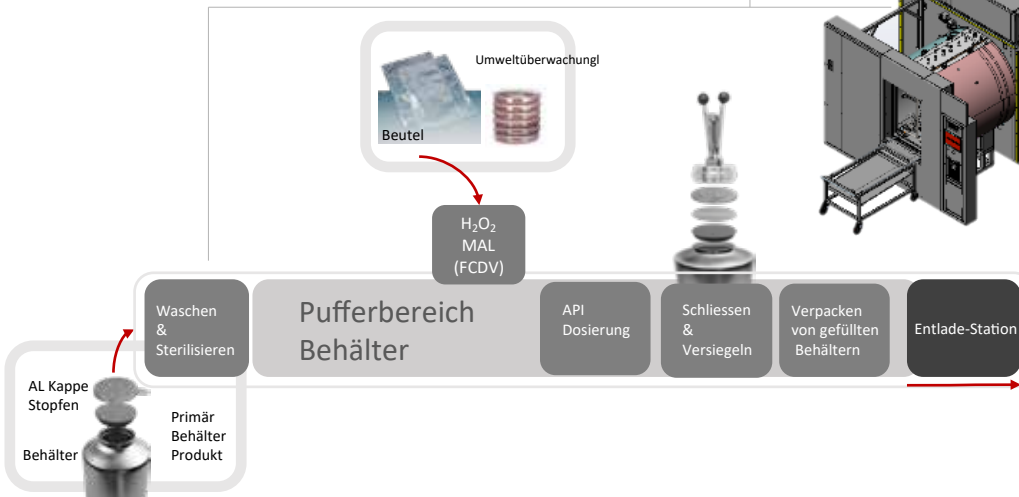 Umweltüberwachungl
Beutel
H₂O₂
MAL
(FCDV)
Waschen
&
Sterilisieren
Pufferbereich
Behälter
API
Dosierung
Schliessen
&
Versiegeln
Verpacken
von gefüllten
Behältern
Entlade-Station
AL Kappe
Stopfen
Behälter
Primär
Behälter
Produkt